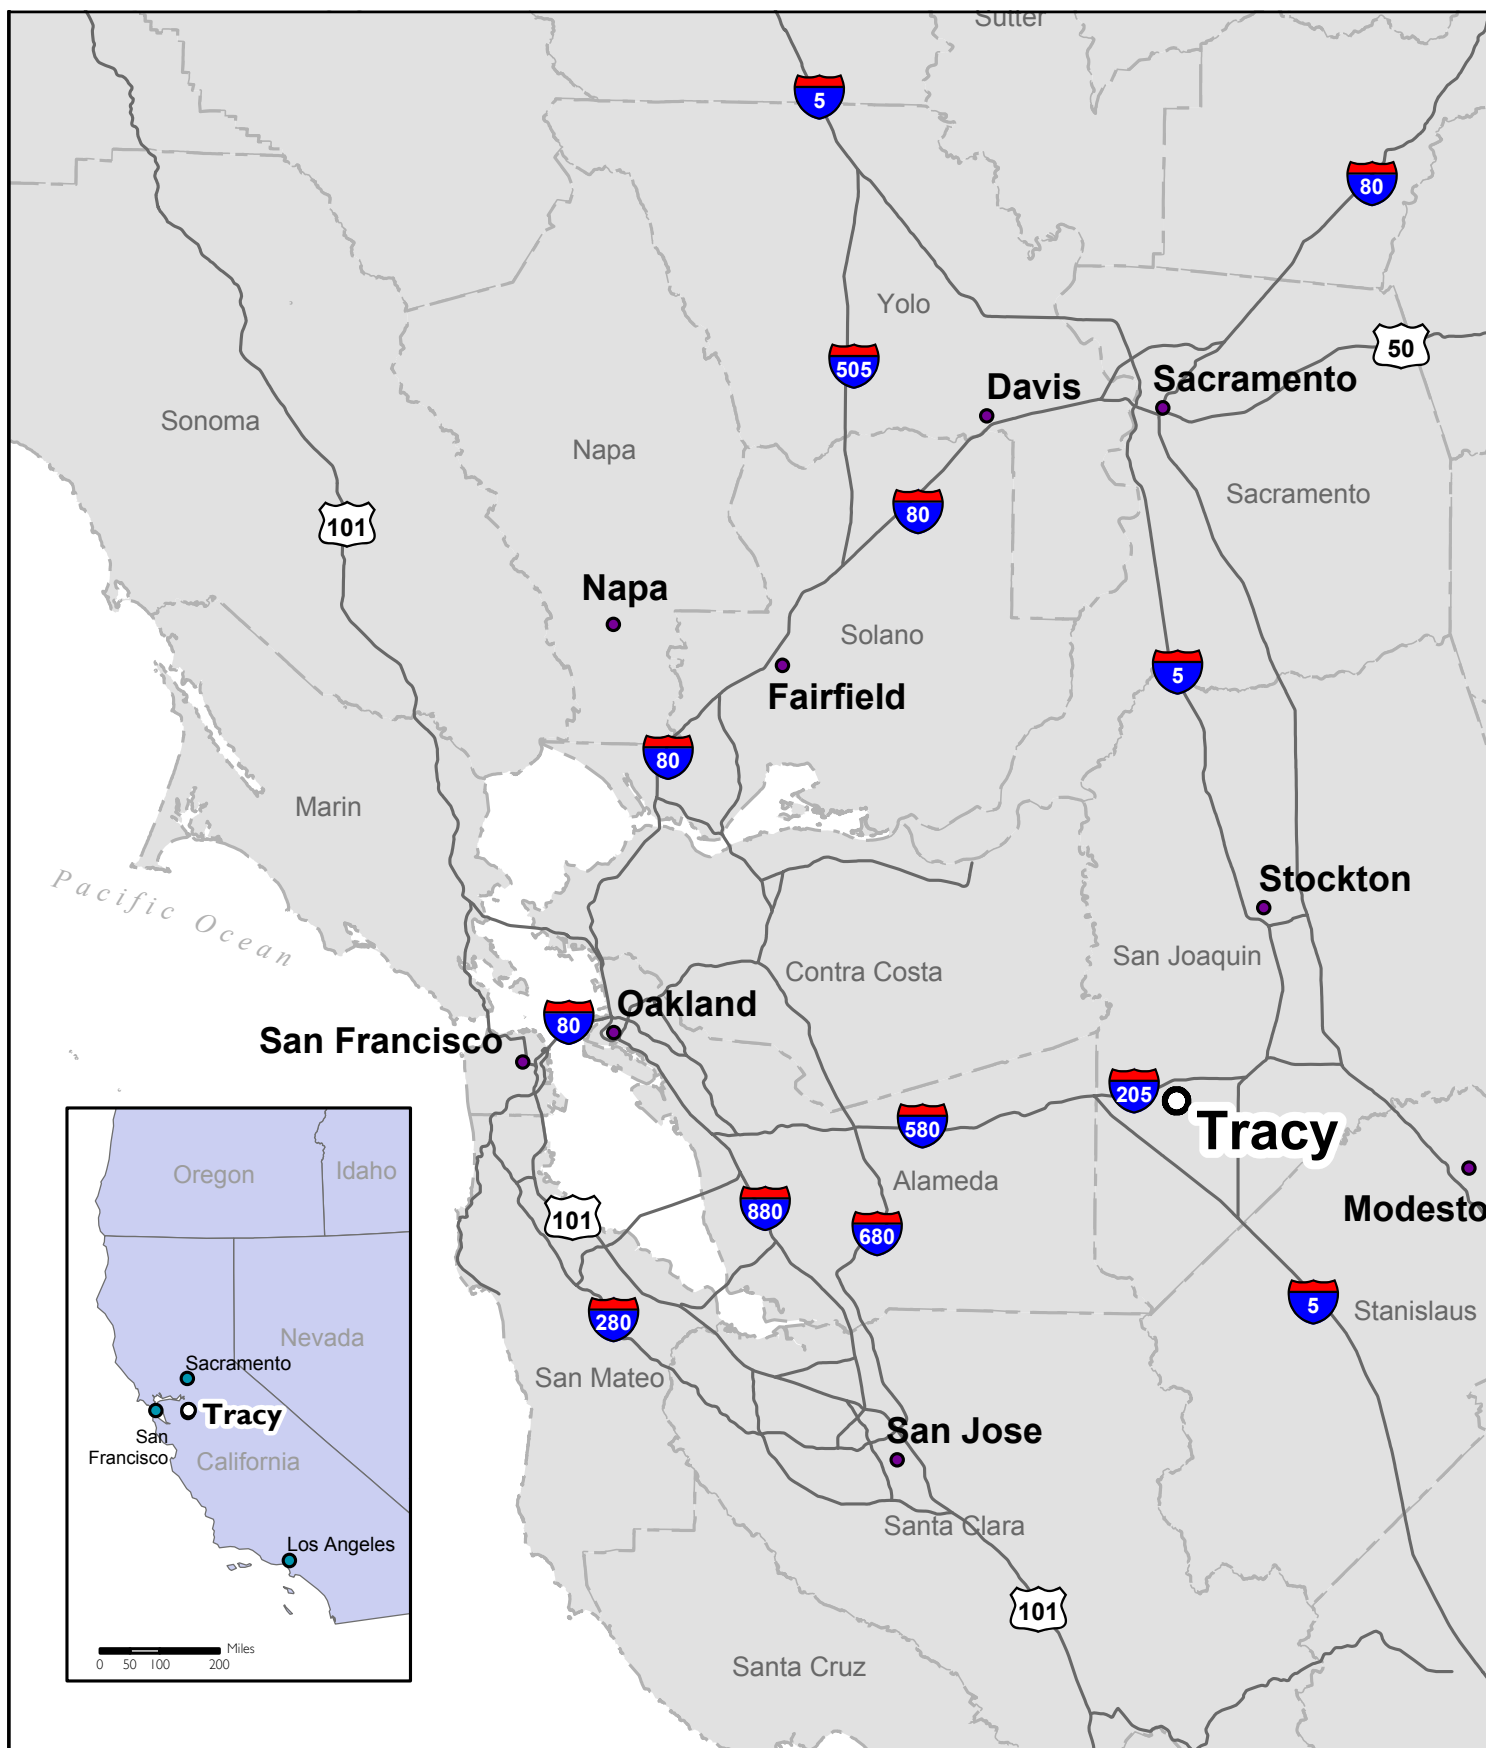 Sutter
5
80
Yolo
50
505
Davis
Sacramento
Sonoma
Napa
Sacramento
80
101
Napa
Solano
5
Fairfield
80
Marin
Stockton
Pacific Ocean
San Joaquin
Contra Costa
Oakland
80
San Francisco
205
580
Tracy
Oregon
Idaho
Alameda
880
Modesto
101
680
5
280
Stanislaus
Nevada
Sacramento
San Mateo
Tracy
San
Francisco
California
San Jose
Santa Clara
Los Angeles
101
Miles
0 50 100 200
Santa Cruz